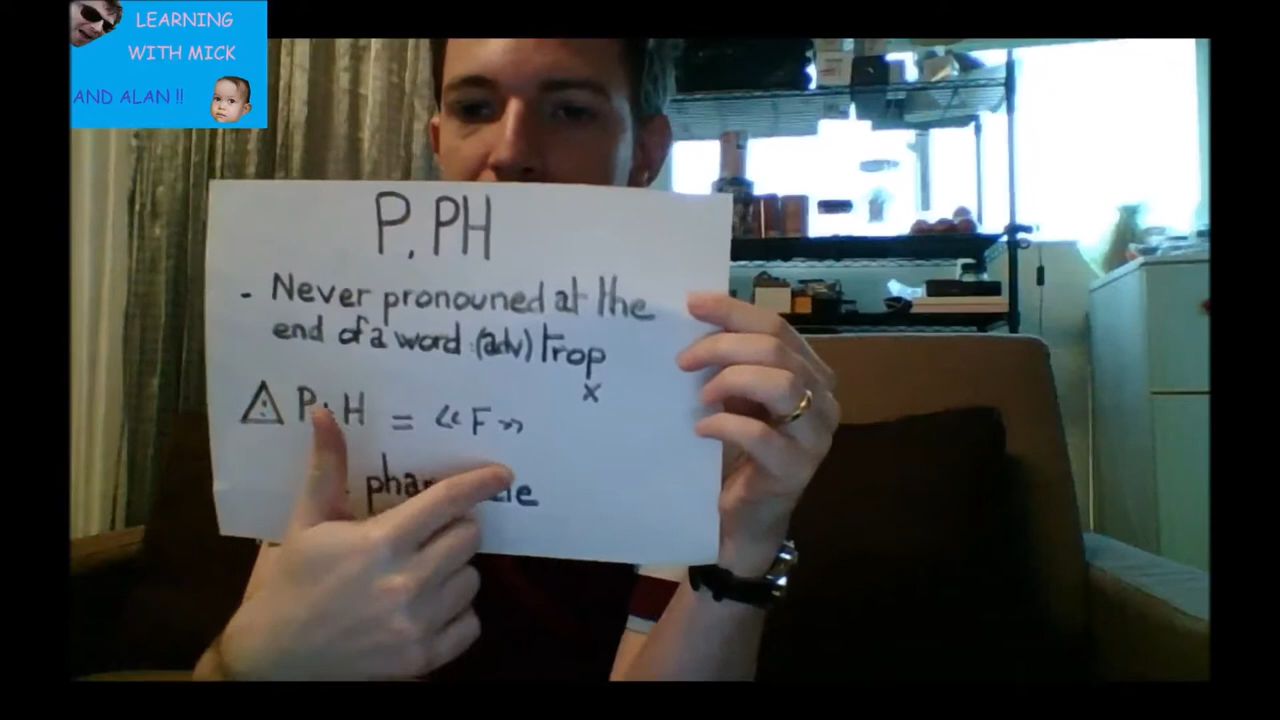 LEARNING
WITH MICK
AND ALAN !!
P. PH
- Never pronouned at the
end of a word (adv) trop
x
⚠ P+H = « F »